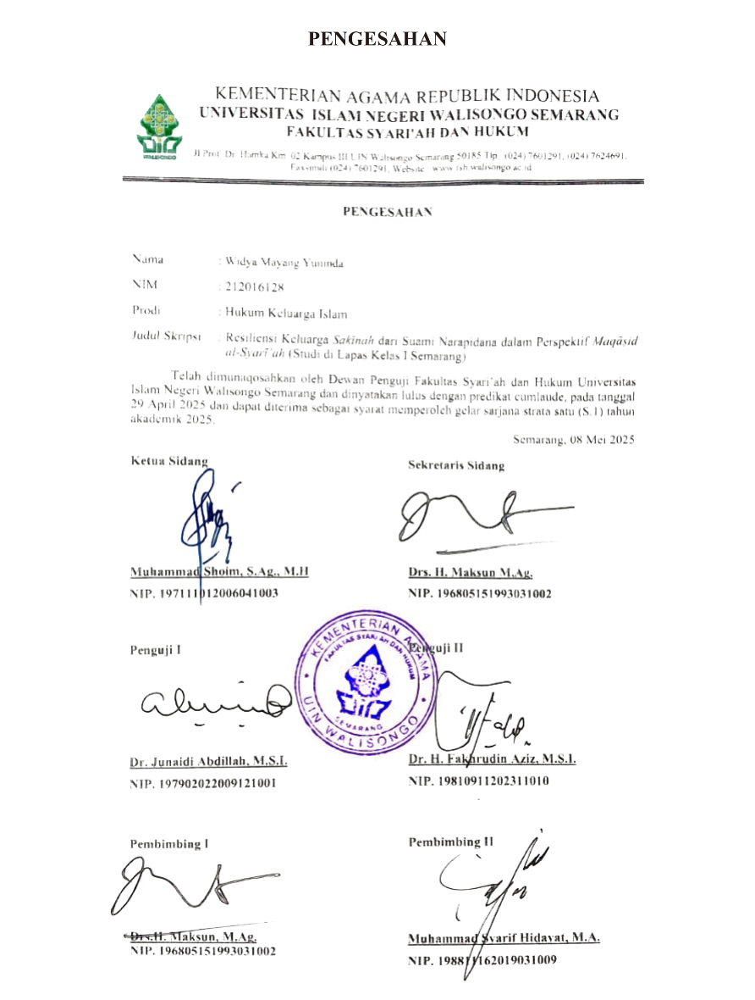 PENGESAHAN
KEMENTERIAN AGAMA REPUBLIK INDONESIA
UNIVERSITAS ISLAM NEGERI WALISONGO SEMARANG
FAKULTAS SYARI'AH DAN HUKUM
WALISONGO
Jl Prof. Dr. Hamka Km. 02 Kampus III UIN Walisongo Semarang 50185 Tlp. (024) 7601291, (024) 7624691,
Faxsimili (024) 7601291, Website www.fsh.walisongo.ac.id
PENGESAHAN
Nama : Widya Mayang Yuninda
NIM : 212016128
Prodi : Hukum Keluarga Islam
Judul Skripsi : Resiliensi Keluarga Sakinah dari Suami Narapidana dalam Perspektif Maqāsid
al-Syarī'ah (Studi di Lapas Kelas I Semarang)
Telah dimunaqosahkan oleh Dewan Penguji Fakultas Syari'ah dan Hukum Universitas
Islam Negeri Walisongo Semarang dan dinyatakan lulus dengan predikat cumlaude, pada tanggal
29 April 2025 dan dapat diterima sebagai syarat memperoleh gelar sarjana strata satu (S.1) tahun
akademik 2025.
Semarang, 08 Mei 2025
Ketua Sidang
Sekretaris Sidang
Muhammad Shoim, S.Ag., M.H
Drs. H. Maksun M.Ag.
NIP. 197111012006041003
NIP. 196805151993031002
Penguji I
Penguji II
KEMENTERIAN AGAMA
FAKULTAS SYARI'AH DAN HUKUM
SEMARANG
UIN WALISONGO
Dr. Junaidi Abdillah, M.S.I.
Dr. H. Fakhrudin Aziz, M.S.I.
NIP. 197902022009121001
NIP. 19810911202311010
Pembimbing I
Pembimbing II
Drs.H. Maksun, M.Ag.
Muhammad Syarif Hidayat, M.A.
NIP. 196805151993031002
NIP. 198811162019031009